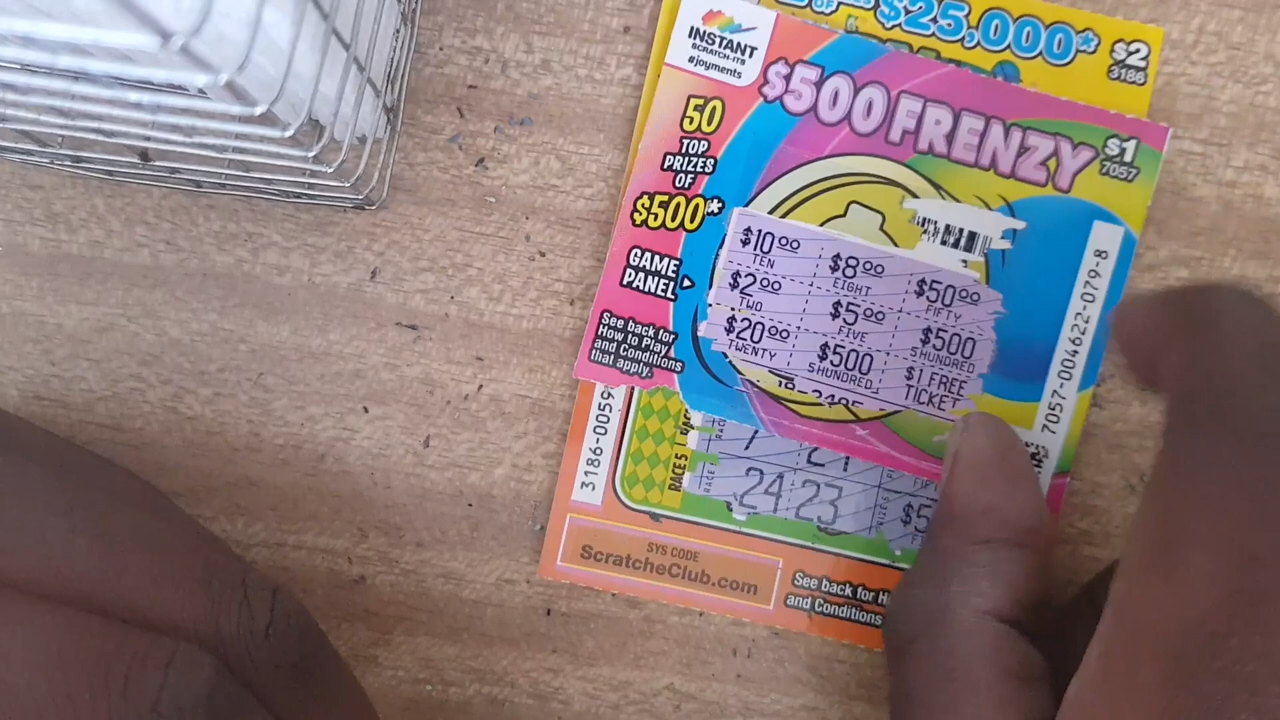 $25,000*
$2
3186
INSTANT
SCRATCH-ITS
#joyments
$500 FRENZY
$1
7057
50
TOP
PRIZES
OF
$500*
GAME
PANEL
See back for
How to Play
and Conditions
that apply.
$10.00 $8.00 $50.00
TEN EIGHT FIFTY
$2.00 $5.00 $500
TWO FIVE 5HUNDRED
$20.00 $500 $1 FREE
TWENTY 5HUNDRED TICKET
7057-004622-079-8
3186-0059
RACE 5
24 23
SYS CODE
ScratcheClub.com
See back for H
and Conditions